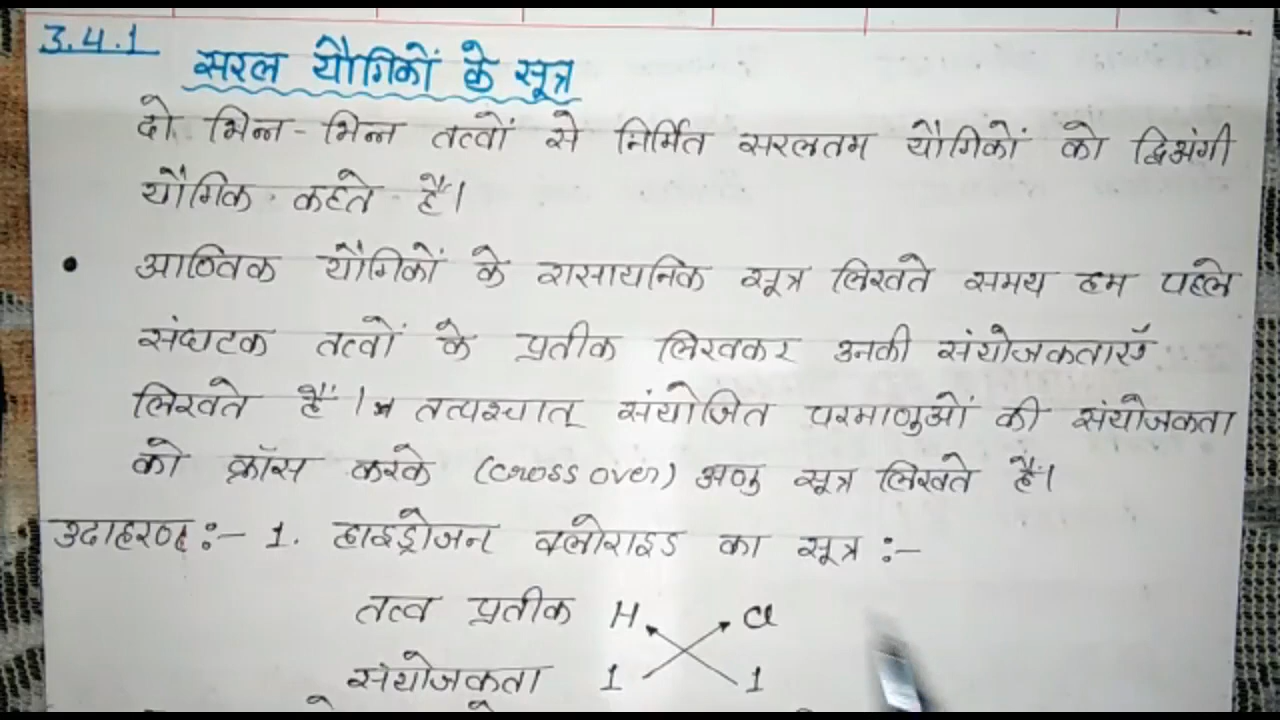 3.4.1
सरल यौगिकों के सूत्र
दो भिन्न-भिन्न तत्वों से निर्मित सरलतम यौगिकों को द्विअंगी
यौगिक कहते हैं।
• आण्विक यौगिकों के रासायनिक सूत्र लिखते समय हम पहले
संघटक तत्वों के प्रतीक लिखकर उनकी संयोजकताएँ
लिखते हैं। तत्पश्चात् संयोजित परमाणुओं की संयोजकता
को क्रॉस करके (cross over) अणु सूत्र लिखते हैं।
उदाहरण:- 1. हाइड्रोजन क्लोराइड का सूत्र :-
तत्व प्रतीक H Cl
संयोजकता 1 1